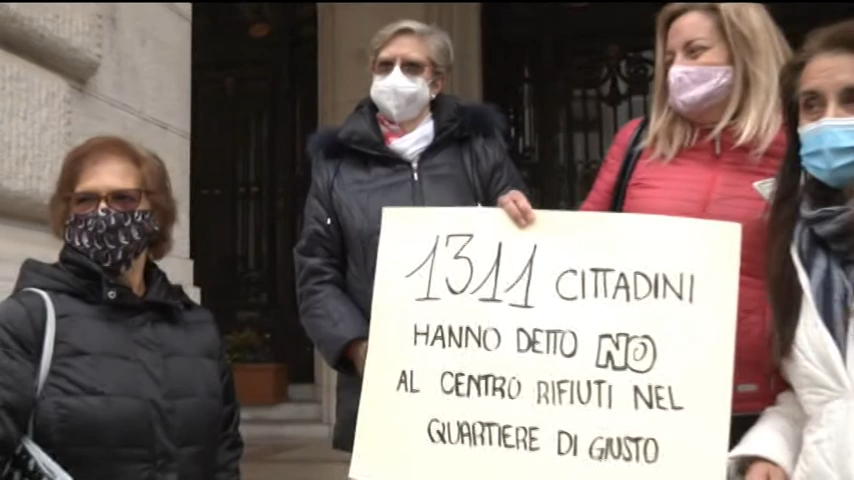 1311 CITTADINI
HANNO DETTO NO
AL CENTRO RIFIUTI NEL
QUARTIERE DI GIUSTO